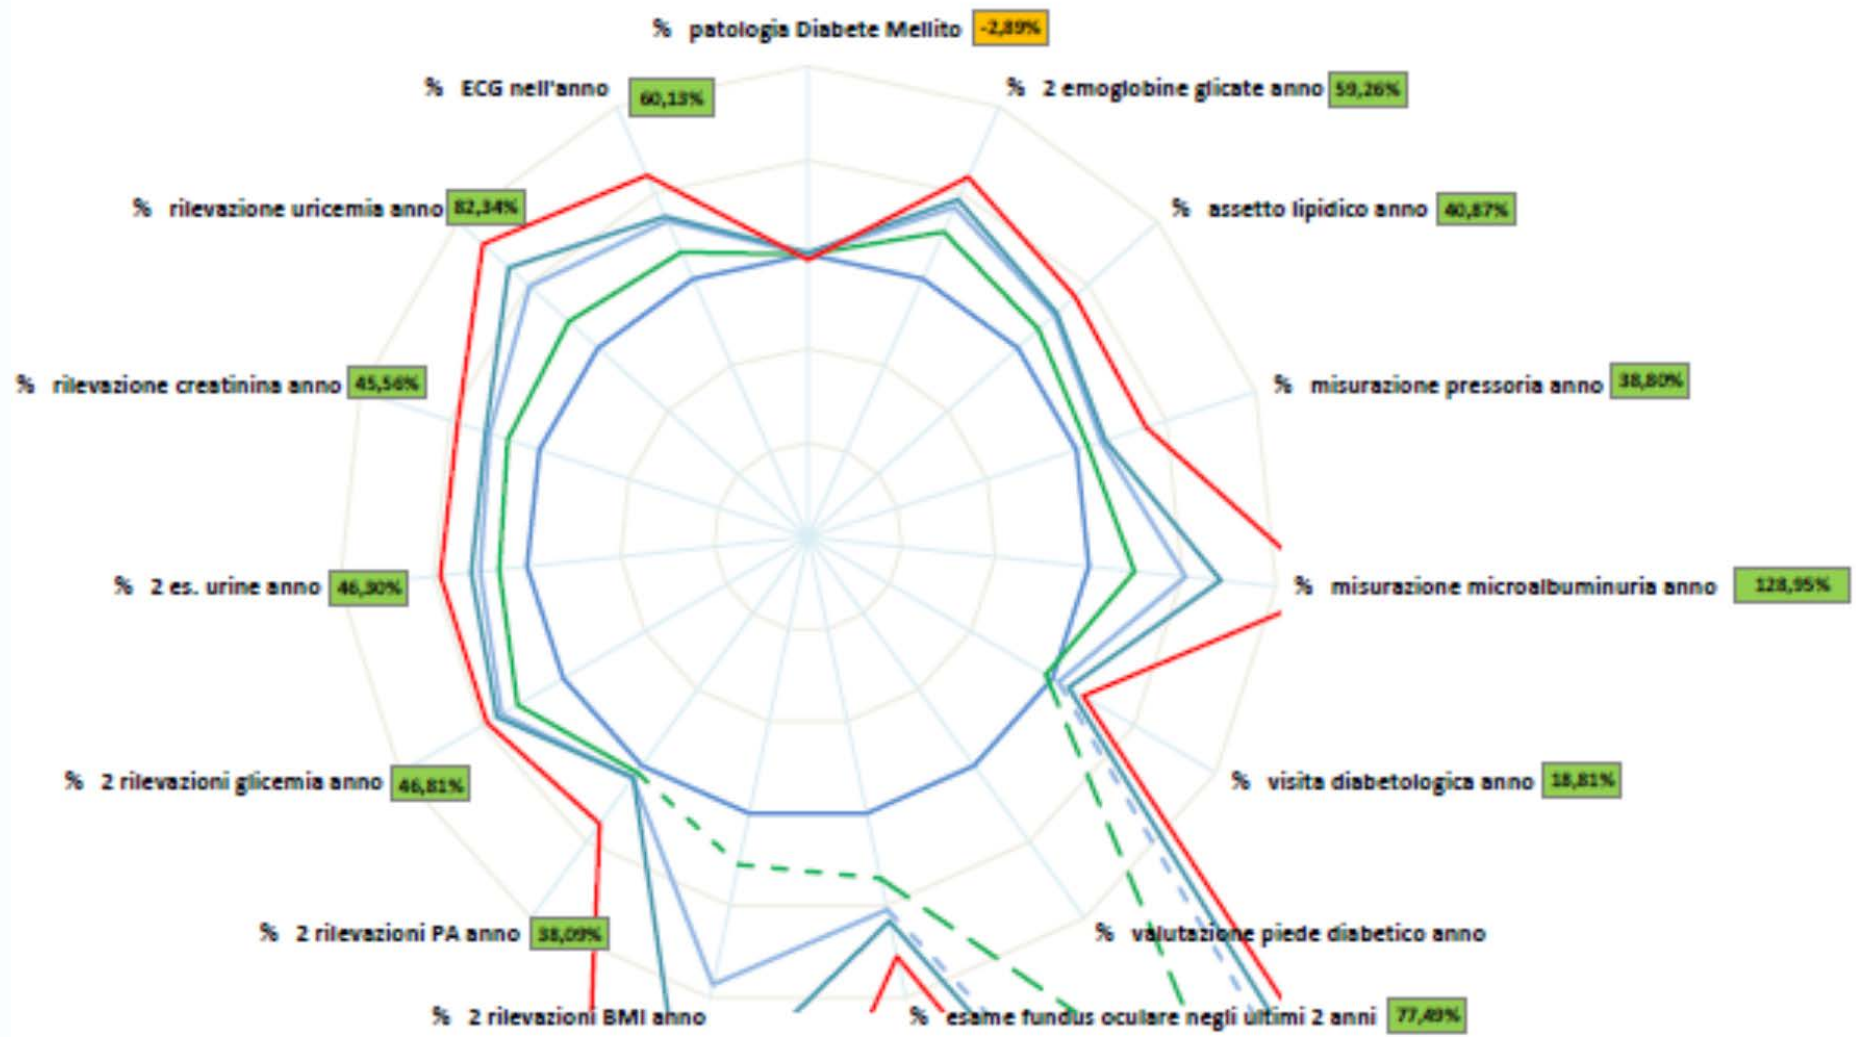 % patologia Diabete Mellito -2,89%
% ECG nell'anno 60,13%
% 2 emoglobine glicate anno 59,26%
% rilevazione uricemia anno 82,34%
% assetto lipidico anno 40,87%
% rilevazione creatinina anno 45,56%
% misurazione pressoria anno 38,80%
% 2 es. urine anno 46,30%
% misurazione microalbuminuria anno 128,95%
% 2 rilevazioni glicemia anno 46,81%
% visita diabetologica anno 18,81%
% 2 rilevazioni PA anno 38,09%
% valutazione piede diabetico anno
% 2 rilevazioni BMI anno
% esame fundus oculare negli ultimi 2 anni 77,49%